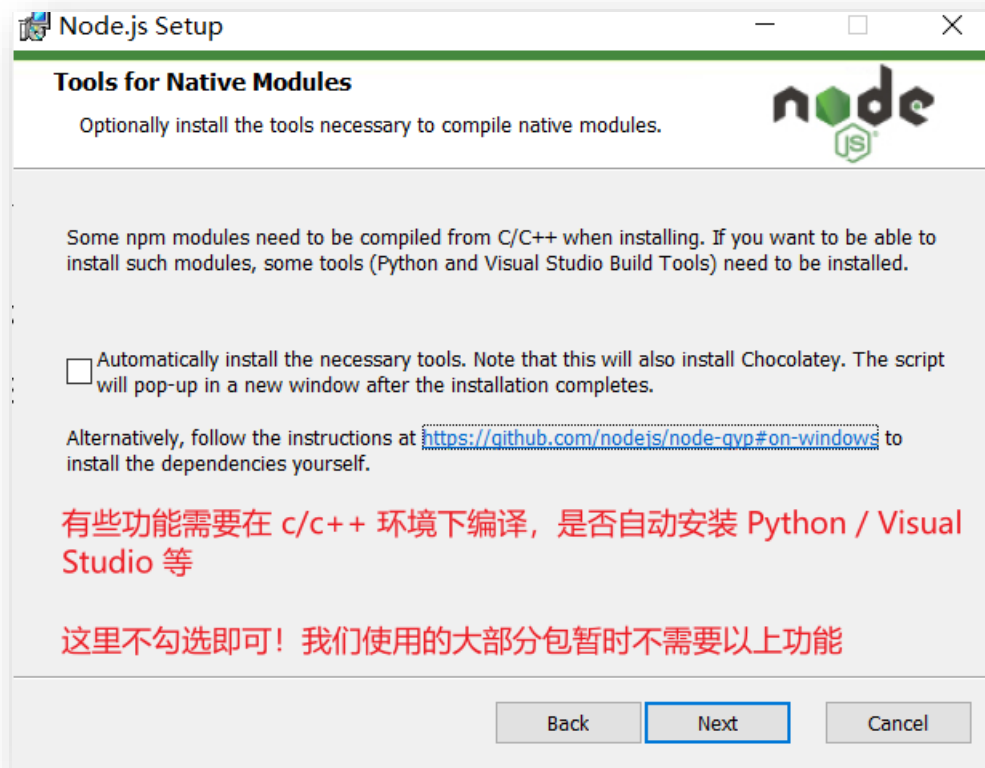 Node.js Setup
Tools for Native Modules
Optionally install the tools necessary to compile native modules.
node
JS
Some npm modules need to be compiled from C/C++ when installing. If you want to be able to
install such modules, some tools (Python and Visual Studio Build Tools) need to be installed.
Automatically install the necessary tools. Note that this will also install Chocolatey. The script
will pop-up in a new window after the installation completes.
Alternatively, follow the instructions at https://github.com/nodejs/node-gyp#on-windows to
install the dependencies yourself.
有些功能需要在 c/c++ 环境下编译，是否自动安装 Python / Visual
Studio 等
这里不勾选即可！我们使用的大部分包暂时不需要以上功能
Back
Next
Cancel